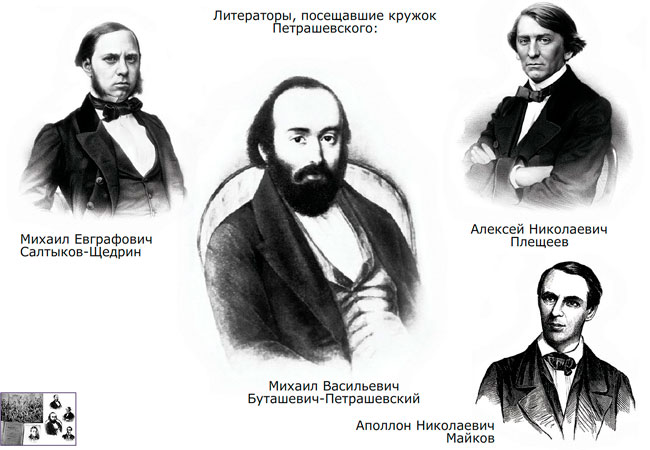 Литераторы, посещавшие кружок
Петрашевского:
Михаил Евграфович
Салтыков-Щедрин
Алексей Николаевич
Плещеев
Михаил Васильевич
Буташевич-Петрашевский
Аполлон Николаевич
Майков